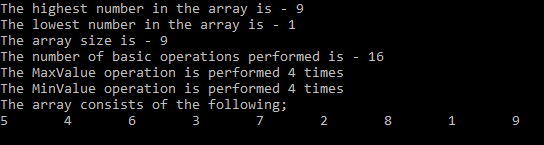 The highest number in the array is - 9
The lowest number in the array is - 1
The array size is - 9
The number of basic operations performed is - 16
The MaxValue operation is performed 4 times
The MinValue operation is performed 4 times
The array consists of the following;
5 4 6 3 7 2 8 1 9